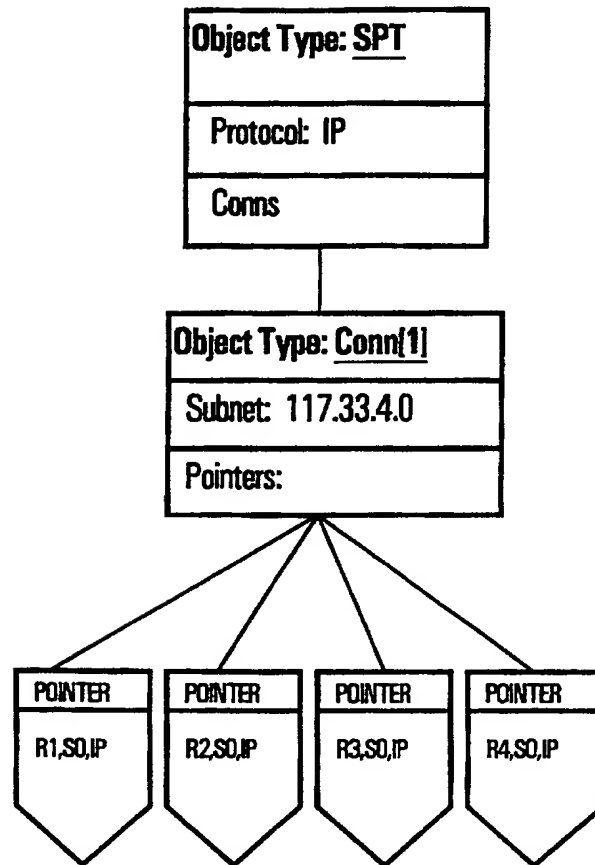 Object Type: SPT
Protocol: IP
Conns
Object Type: Conn[1]
Subnet: 117.33.4.0
Pointers:
POINTER POINTER POINTER POINTER
R1,S0,IP R2,S0,IP R3,S0,IP R4,S0,IP